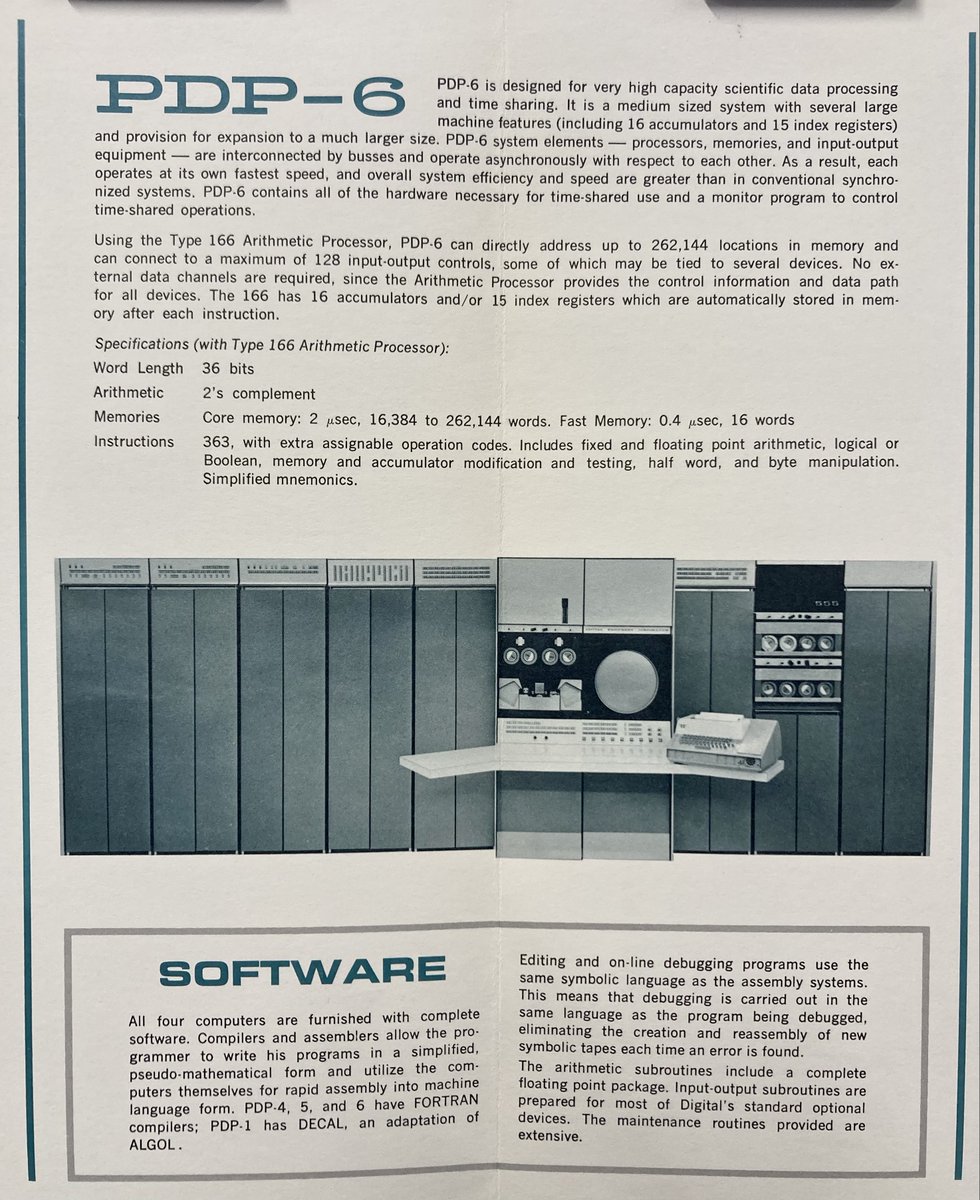 PDP-6
PDP-6 is designed for very high capacity scientific data processing
and time sharing. It is a medium sized system with several large
machine features (including 16 accumulators and 15 index registers)
and provision for expansion to a much larger size. PDP-6 system elements — processors, memories, and input-output
equipment — are interconnected by busses and operate asynchronously with respect to each other. As a result, each
operates at its own fastest speed, and overall system efficiency and speed are greater than in conventional synchro-
nized systems. PDP-6 contains all of the hardware necessary for time-shared use and a monitor program to control
time-shared operations.
Using the Type 166 Arithmetic Processor, PDP-6 can directly address up to 262,144 locations in memory and
can connect to a maximum of 128 input-output controls, some of which may be tied to several devices. No ex-
ternal data channels are required, since the Arithmetic Processor provides the control information and data path
for all devices. The 166 has 16 accumulators and/or 15 index registers which are automatically stored in mem-
ory after each instruction.
Specifications (with Type 166 Arithmetic Processor):
Word Length 36 bits
Arithmetic 2's complement
Memories Core memory: 2 μsec, 16,384 to 262,144 words. Fast Memory: 0.4 μsec, 16 words
Instructions 363, with extra assignable operation codes. Includes fixed and floating point arithmetic, logical or
Boolean, memory and accumulator modification and testing, half word, and byte manipulation.
Simplified mnemonics.
555
SOFTWARE
All four computers are furnished with complete
software. Compilers and assemblers allow the pro-
grammer to write his programs in a simplified,
pseudo-mathematical form and utilize the com-
puters themselves for rapid assembly into machine
language form. PDP-4, 5, and 6 have FORTRAN
compilers; PDP-1 has DECAL, an adaptation of
ALGOL.
Editing and on-line debugging programs use the
same symbolic language as the assembly systems.
This means that debugging is carried out in the
same language as the program being debugged,
eliminating the creation and reassembly of new
symbolic tapes each time an error is found.
The arithmetic subroutines include a complete
floating point package. Input-output subroutines are
prepared for most of Digital's standard optional
devices. The maintenance routines provided are
extensive.